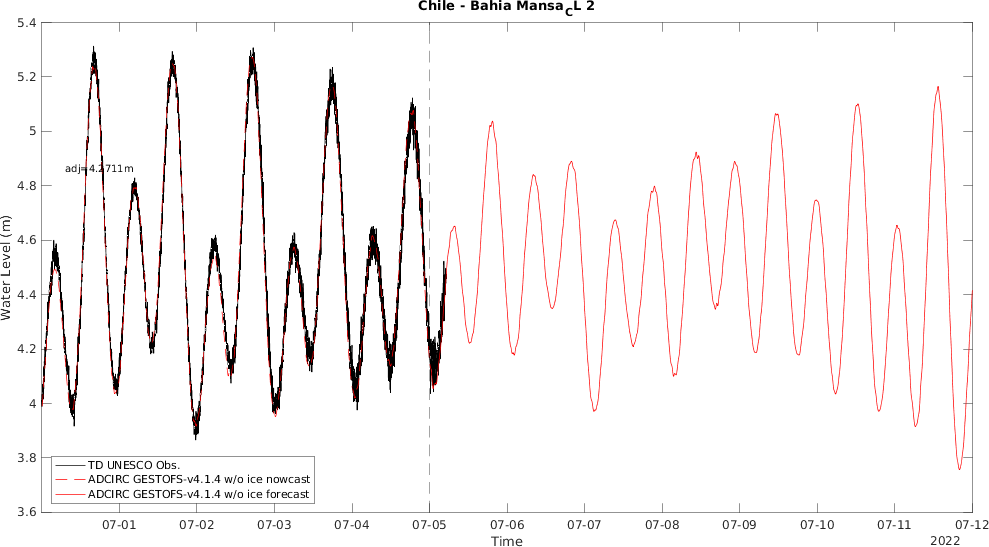 Chile - Bahia Mansa_CL 2
5.4
5.2
5
4.8
4.6
4.4
4.2
4
3.8
3.6
Water Level (m)
adj=4.2711m
TD UNESCO Obs.
ADCIRC GESTOFS-v4.1.4 w/o ice nowcast
ADCIRC GESTOFS-v4.1.4 w/o ice forecast
07-01 07-02 07-03 07-04 07-05 07-06 07-07 07-08 07-09 07-10 07-11 07-12
Time
2022